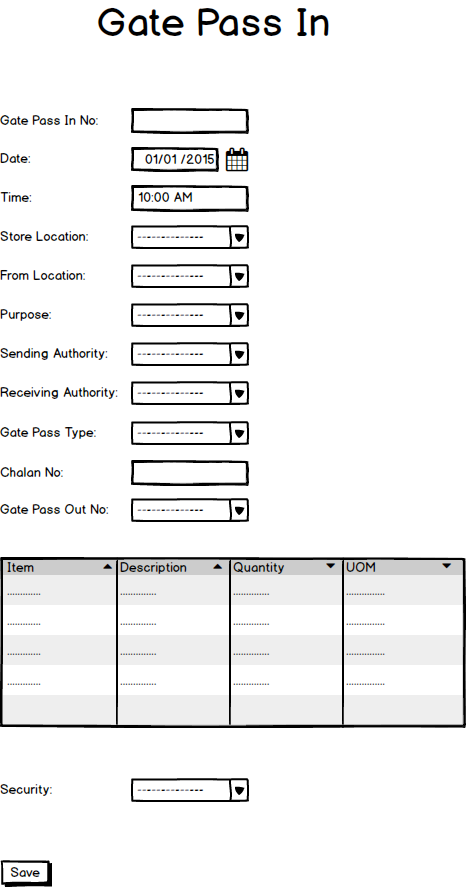 Gate Pass In
Gate Pass In No:
Date: 01/01 /2015
Time: 10:00 AM
Store Location: --------------
From Location: --------------
Purpose: --------------
Sending Authority: --------------
Receiving Authority: --------------
Gate Pass Type: --------------
Chalan No:
Gate Pass Out No: --------------
Item Description Quantity UOM
............. .............. .............. ...............
............. .............. .............. ...............
............. .............. .............. ...............
............. .............. .............. ...............
Security: --------------
Save